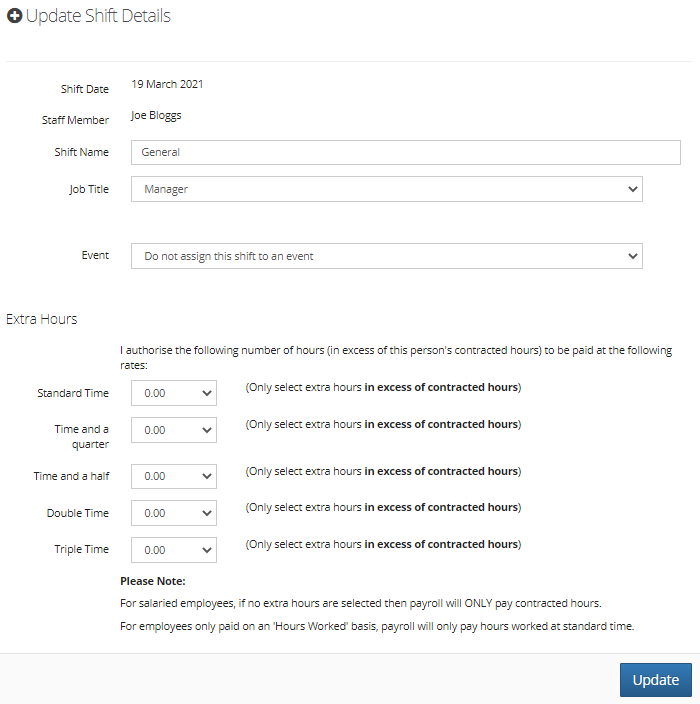 Update Shift Details
Shift Date 19 March 2021
Staff Member Joe Bloggs
Shift Name General
Job Title Manager
Event Do not assign this shift to an event
Extra Hours
I authorise the following number of hours (in excess of this person's contracted hours) to be paid at the following
rates:
Standard Time 0.00 (Only select extra hours in excess of contracted hours)
Time and a
quarter 0.00 (Only select extra hours in excess of contracted hours)
Time and a half 0.00 (Only select extra hours in excess of contracted hours)
Double Time 0.00 (Only select extra hours in excess of contracted hours)
Triple Time 0.00 (Only select extra hours in excess of contracted hours)
Please Note:
For salaried employees, if no extra hours are selected then payroll will ONLY pay contracted hours.
For employees only paid on an 'Hours Worked' basis, payroll will only pay hours worked at standard time.
Update